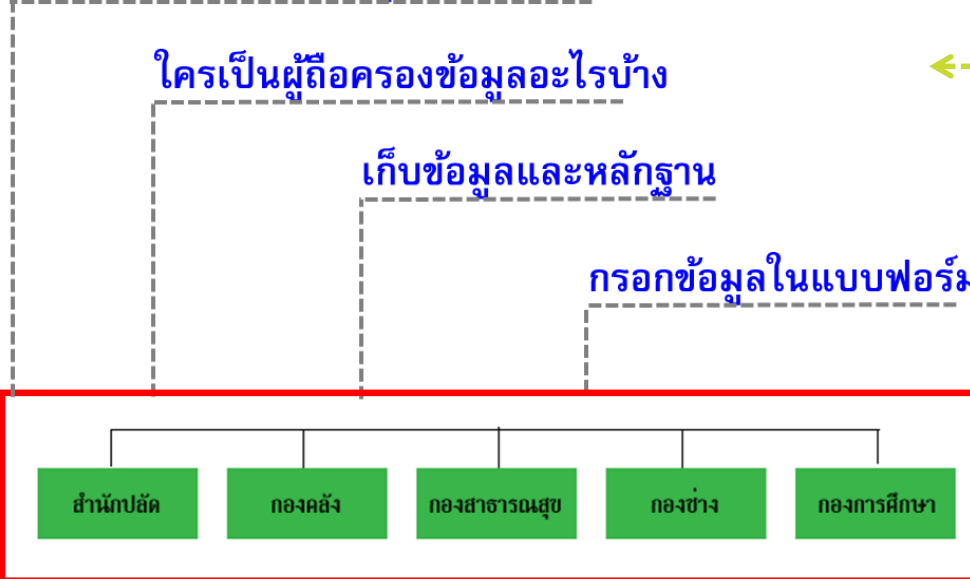 ใครเป็นผู้ถือครองข้อมูลอะไรบ้าง
เก็บข้อมูลและหลักฐาน
กรอกข้อมูลในแบบฟอร์ม
สำนักปลัด
กองคลัง
กองสาธารณสุข
กองช่าง
กองการศึกษา